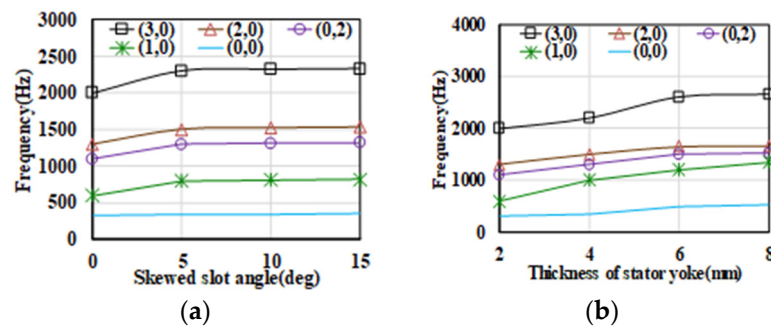 (3,0) (2,0) (0,2)
(1,0) (0,0)
Frequency(Hz)
3000
2500
2000
1500
1000
500
0
0 5 10 15
Skewed slot angle(deg)
(a)
(3,0) (2,0) (0,2)
(1,0) (0,0)
Frequency(Hz)
4000
3000
2000
1000
0
2 4 6 8
Thickness of stator yoke(mm)
(b)